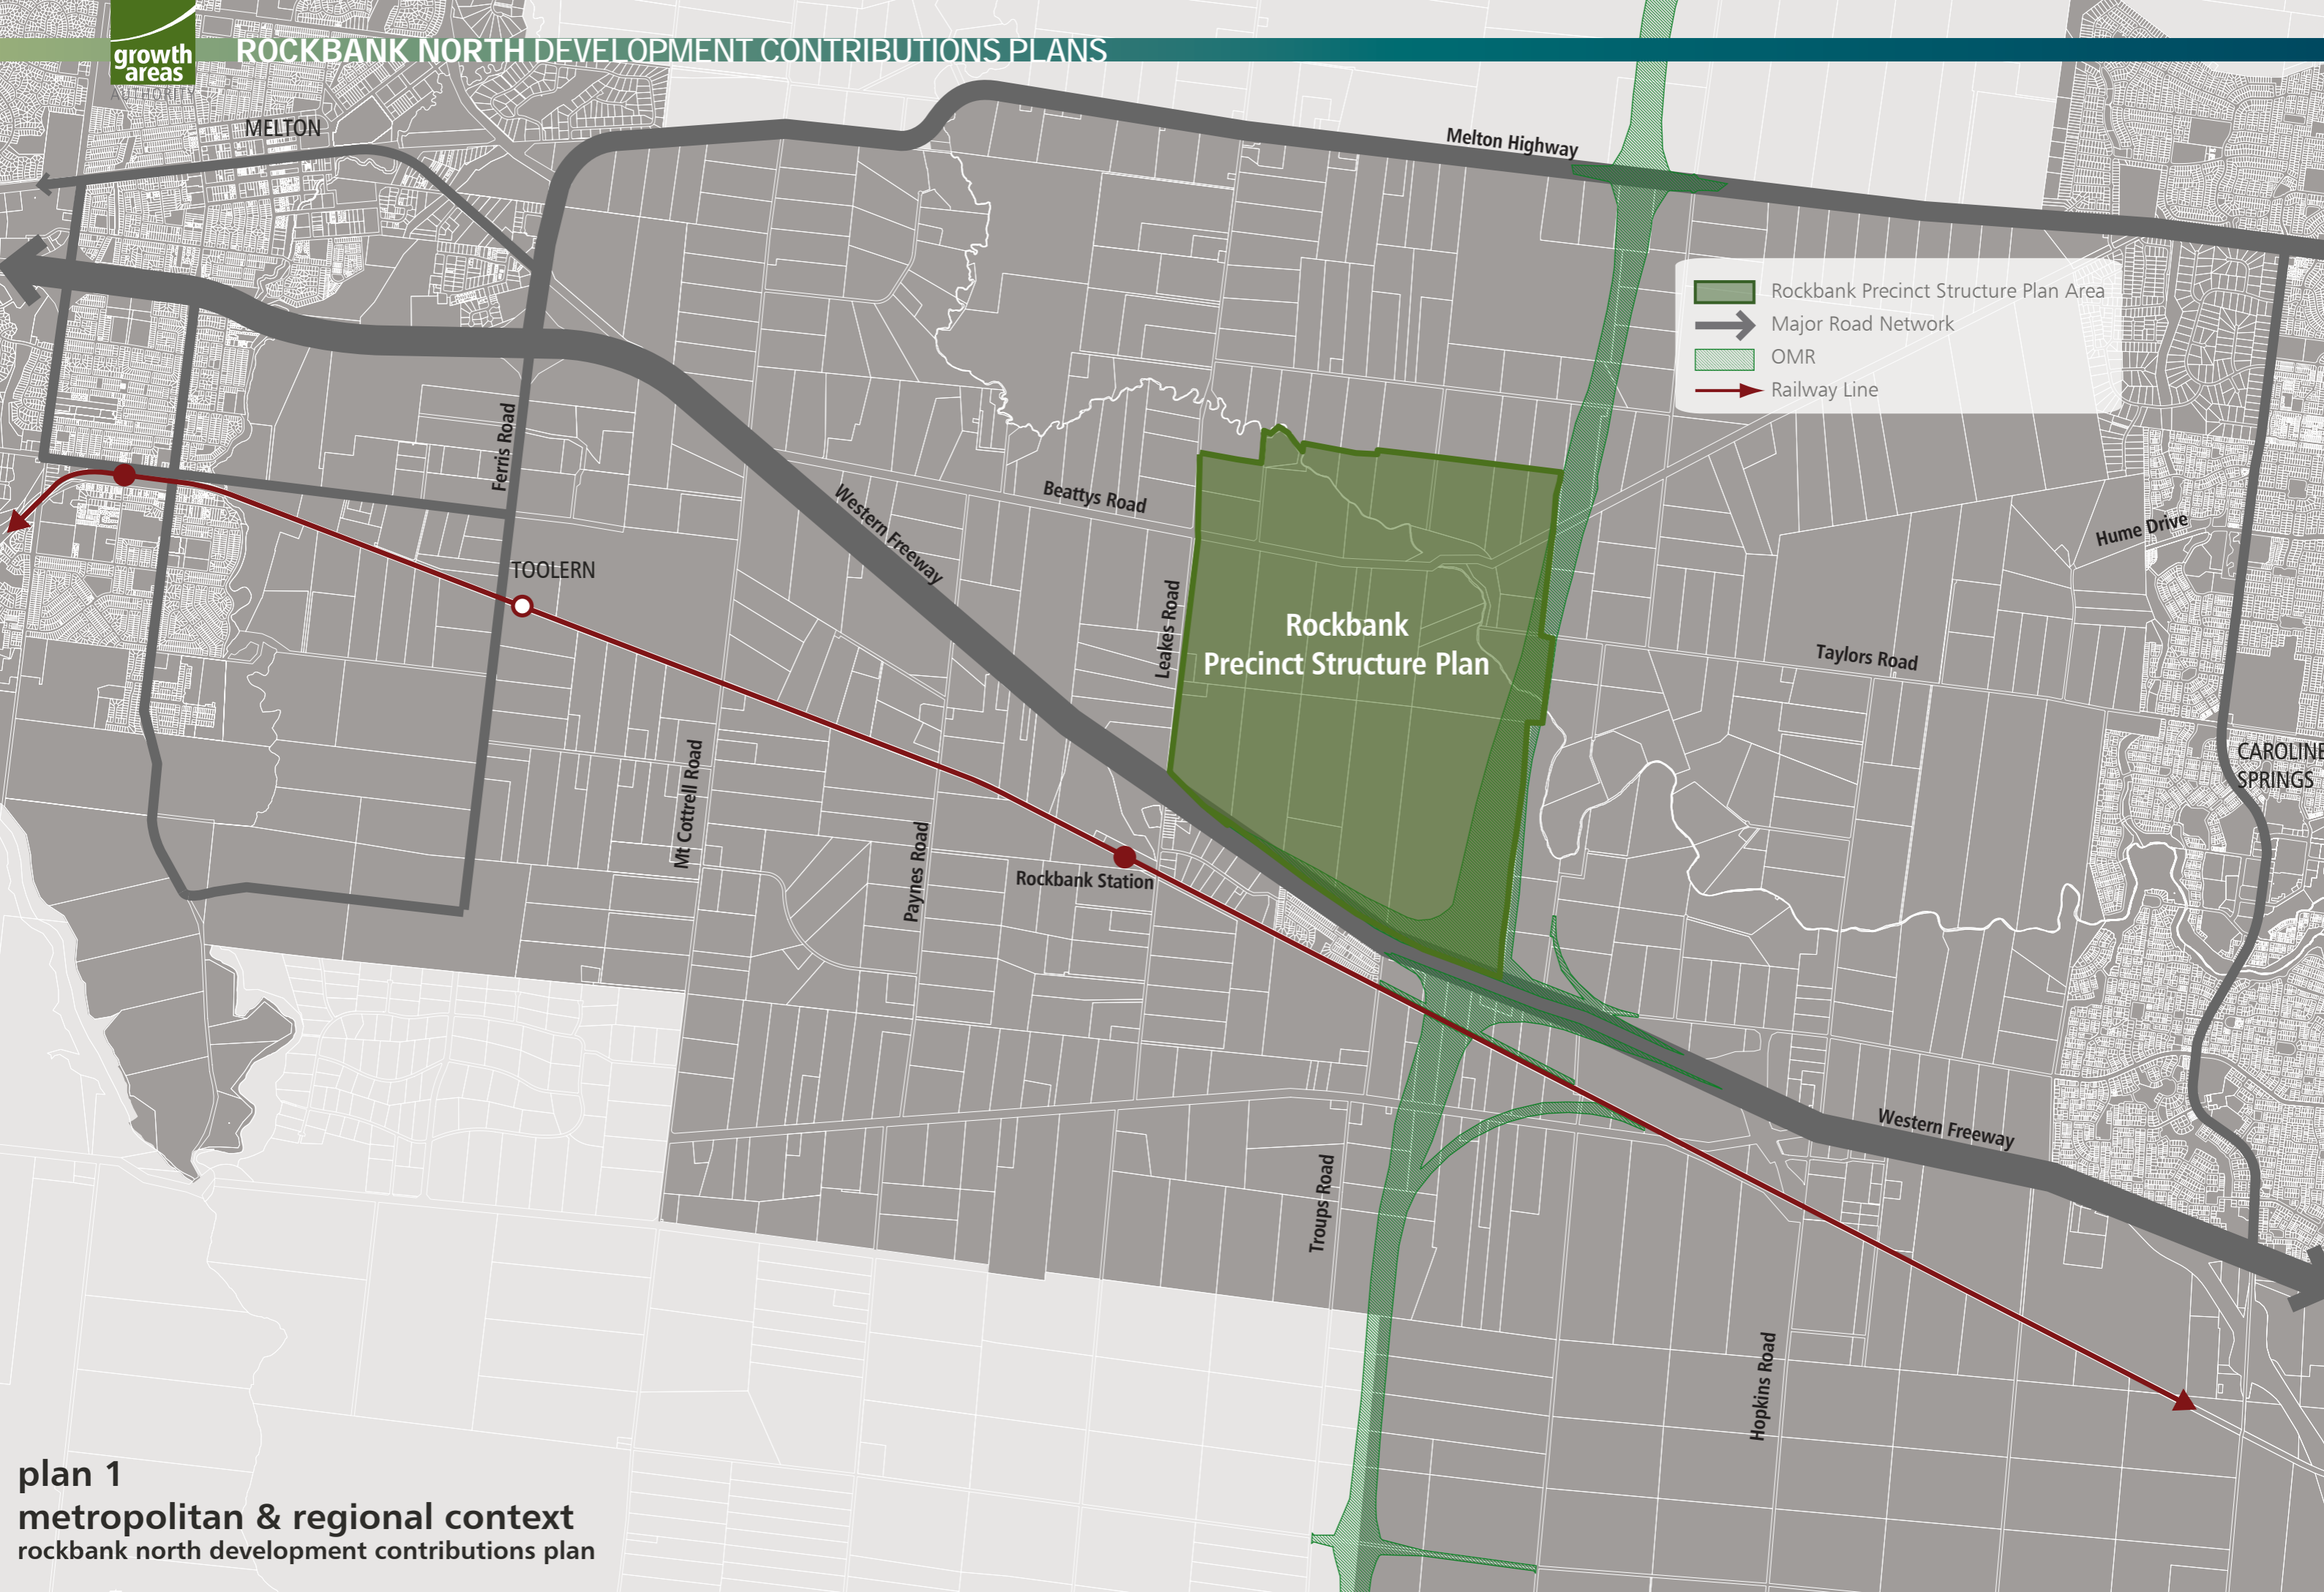 growth
areas
AUTHORITY
ROCKBANK NORTH DEVELOPMENT CONTRIBUTIONS PLANS
MELTON
Melton Highway
Rockbank Precinct Structure Plan Area
Major Road Network
OMR
Railway Line
Ferris Road
Western Freeway
Beattys Road
Hume Drive
TOOLERN
Leakes Road
Rockbank
Precinct Structure Plan
Taylors Road
CAROLINE
SPRINGS
Mt Cottrell Road
Paynes Road
Rockbank Station
Western Freeway
Troups Road
Hopkins Road
plan 1
metropolitan & regional context
rockbank north development contributions plan